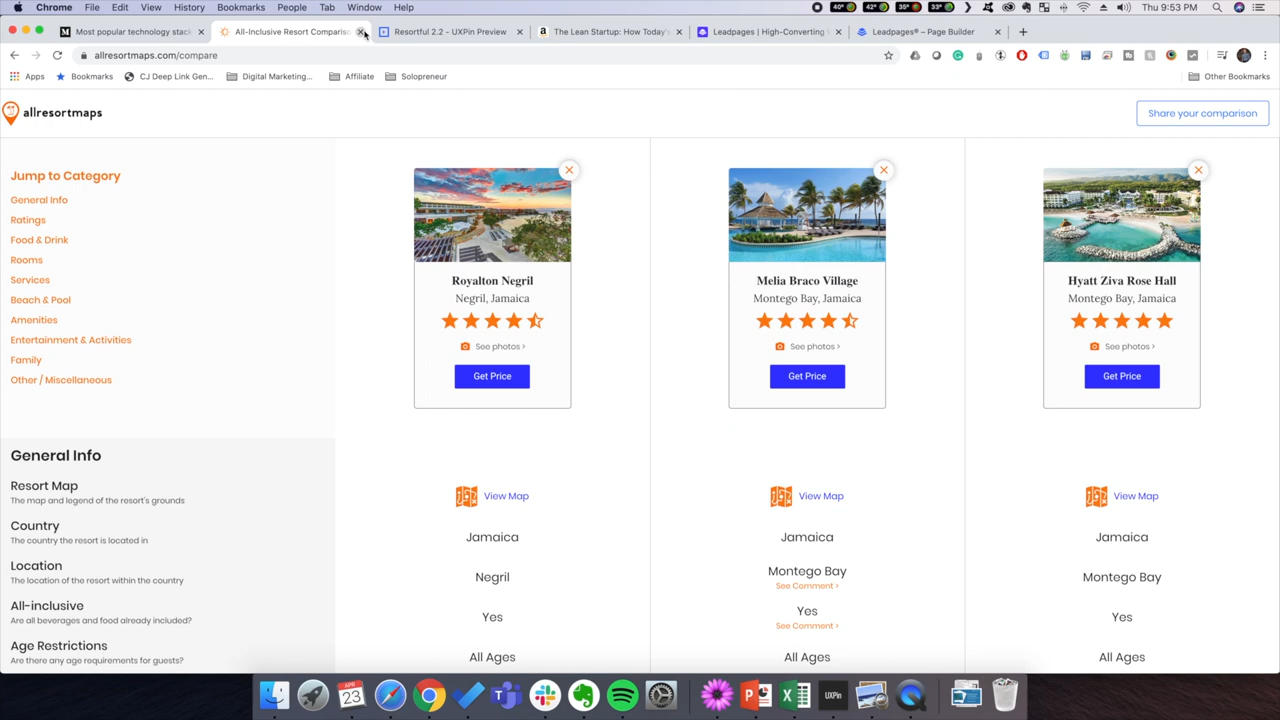 Chrome File Edit View History Bookmarks People Tab Window Help 40° 42° 35° 33° Thu 9:53 PM
Most popular technology stack All-Inclusive Resort Compariso Resortful 2.2 - UXPin Preview The Lean Startup: How Today's Leadpages | High-Converting Leadpages® – Page Builder
allresortmaps.com/compare
Apps Bookmarks CJ Deep Link Gen... Digital Marketing... Affiliate Solopreneur Other Bookmarks
allresortmaps Share your comparison
Jump to Category
General Info
Ratings
Food & Drink
Rooms
Services
Beach & Pool
Amenities
Entertainment & Activities
Family
Other / Miscellaneous
Royalton Negril Melia Braco Village Hyatt Ziva Rose Hall
Negril, Jamaica Montego Bay, Jamaica Montego Bay, Jamaica
See photos > See photos > See photos >
Get Price Get Price Get Price
General Info
Resort Map
The map and legend of the resort's grounds
View Map View Map View Map
Country
The country the resort is located in
Jamaica Jamaica Jamaica
Location
The location of the resort within the country
Negril Montego Bay Montego Bay
See Comment >
All-inclusive
Are all beverages and food already included?
Yes Yes Yes
See Comment >
Age Restrictions
Are there any age requirements for guests?
All Ages All Ages All Ages
APR
23
UXPin